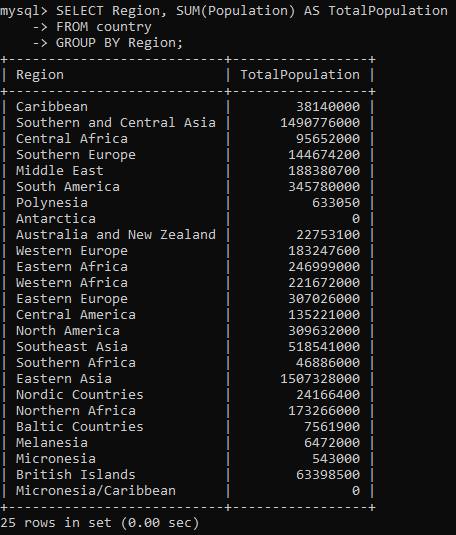 mysql> SELECT Region, SUM(Population) AS TotalPopulation
    -> FROM country
    -> GROUP BY Region;
+---------------------------+-----------------+
| Region                    | TotalPopulation |
+---------------------------+-----------------+
| Caribbean                 |        38140000 |
| Southern and Central Asia |      1490776000 |
| Central Africa            |        95652000 |
| Southern Europe           |       144674200 |
| Middle East               |       188380700 |
| South America             |       345780000 |
| Polynesia                 |          633050 |
| Antarctica                |               0 |
| Australia and New Zealand |        22753100 |
| Western Europe            |       183247600 |
| Eastern Africa            |       246999000 |
| Western Africa            |       221672000 |
| Eastern Europe            |       307026000 |
| Central America           |       135221000 |
| North America             |       309632000 |
| Southeast Asia            |       518541000 |
| Southern Africa           |        46886000 |
| Eastern Asia              |      1507328000 |
| Nordic Countries          |        24166400 |
| Northern Africa           |       173266000 |
| Baltic Countries          |         7561900 |
| Melanesia                 |         6472000 |
| Micronesia                |          543000 |
| British Islands           |        63398500 |
| Micronesia/Caribbean      |               0 |
+---------------------------+-----------------+
25 rows in set (0.00 sec)